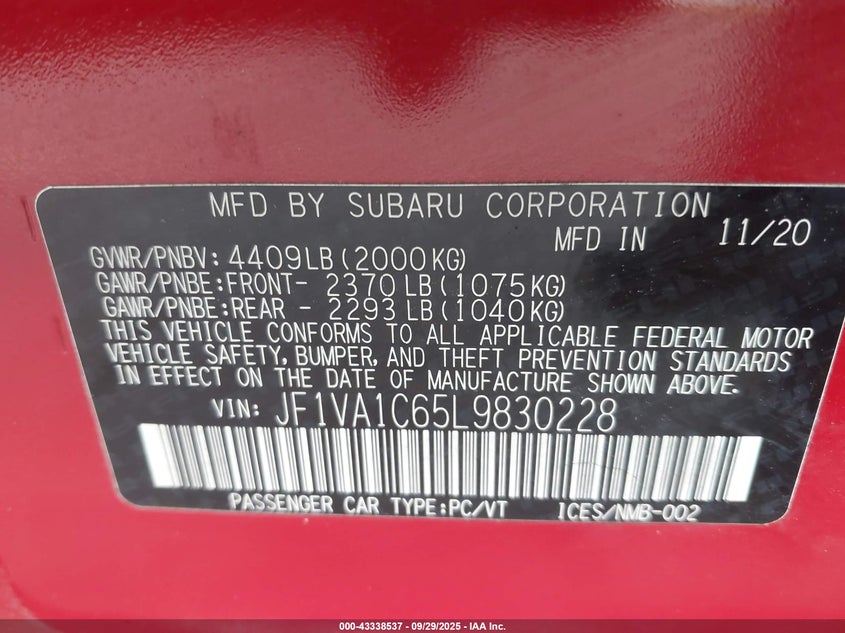 MFD BY SUBARU CORPORATION
MFD IN 11/20
GVWR/PNBV: 4409LB(2000KG)
GAWR/PNBE:FRONT- 2370LB(1075KG)
GAWR/PNBE:REAR - 2293LB(1040KG)
THIS VEHICLE CONFORMS TO ALL APPLICABLE FEDERAL MOTOR
VEHICLE SAFETY, BUMPER, AND THEFT PREVENTION STANDARDS
IN EFFECT ON THE DATE OF MANUFACTURE SHOWN ABOVE.
VIN: JF1VA1C65L9830228
PASSENGER CAR TYPE:PC/VT ICES/NMB-002
000-43338537 - 09/29/2025 - IAA Inc.